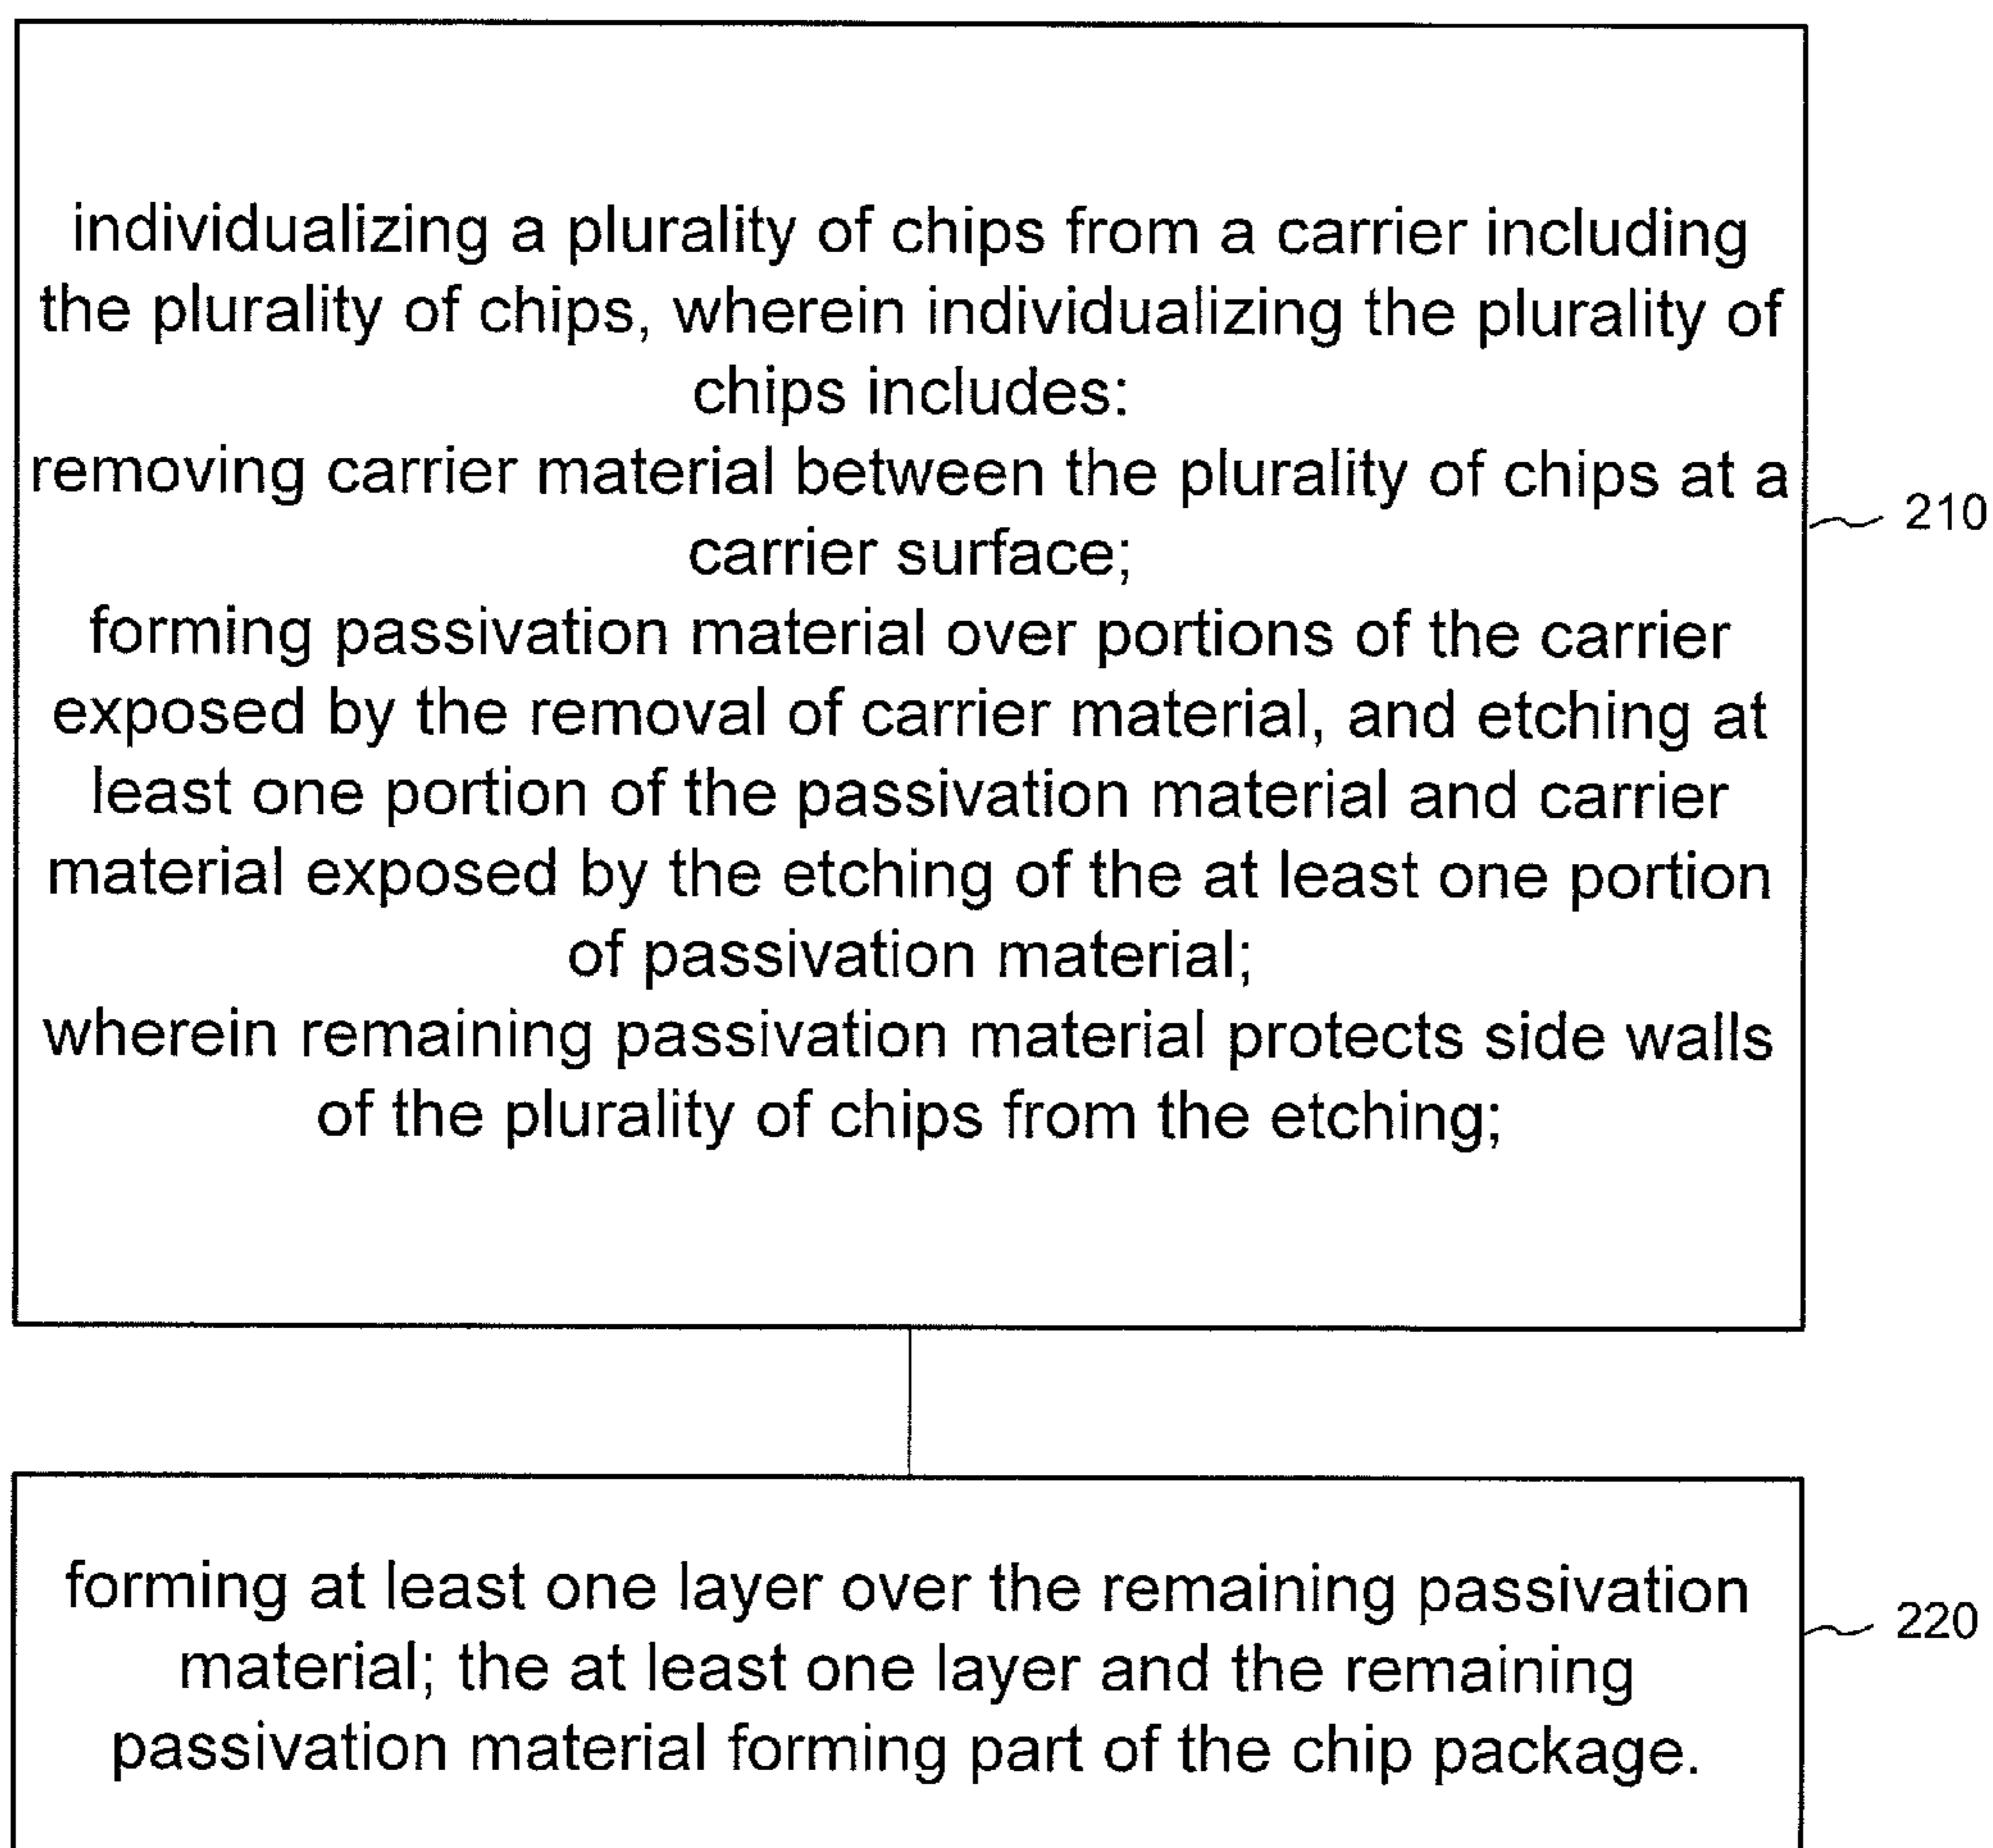 individualizing a plurality of chips from a carrier including
the plurality of chips, wherein individualizing the plurality of
chips includes:
removing carrier material between the plurality of chips at a
carrier surface;
forming passivation material over portions of the carrier
exposed by the removal of carrier material, and etching at
least one portion of the passivation material and carrier
material exposed by the etching of the at least one portion
of passivation material;
wherein remaining passivation material protects side walls
of the plurality of chips from the etching;
210
forming at least one layer over the remaining passivation
material; the at least one layer and the remaining
passivation material forming part of the chip package.
220